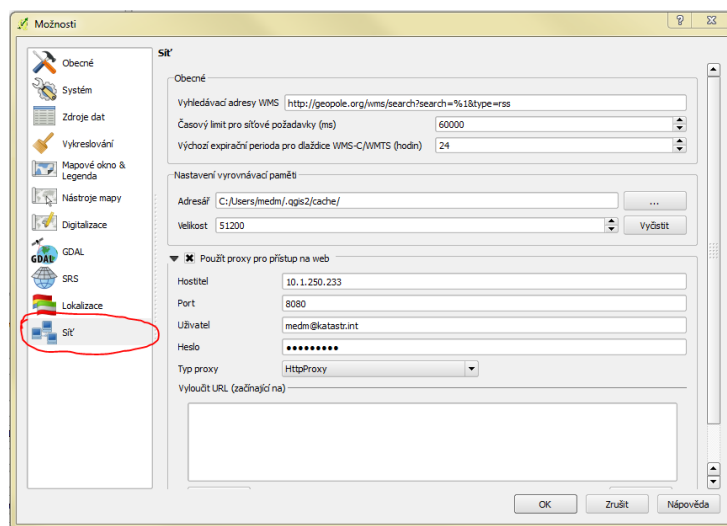 Možnosti
Obecné
Systém
Zdroje dat
Vykreslování
Mapové okno &
Legenda
Nástroje mapy
Digitalizace
GDAL
GDAL
SRS
Lokalizace
Síť
Síť
Obecné
Vyhledávací adresy WMS http://geopole.org/wms/search?search=%1&type=rss
Časový limit pro síťové požadavky (ms) 60000
Výchozí expirační perioda pro dlaždice WMS-C/WMTS (hodin) 24
Nastavení vyrovnávací paměti
Adresář C:/Users/medm/.qgis2/cache/ ...
Velikost 51200 Vyčistit
Použít proxy pro přístup na web
Hostitel 10.1.250.233
Port 8080
Uživatel medm@katastr.int
Heslo •••••••••
Typ proxy HttpProxy
Vyloučit URL (začínající na)
OK Zrušit Nápověda